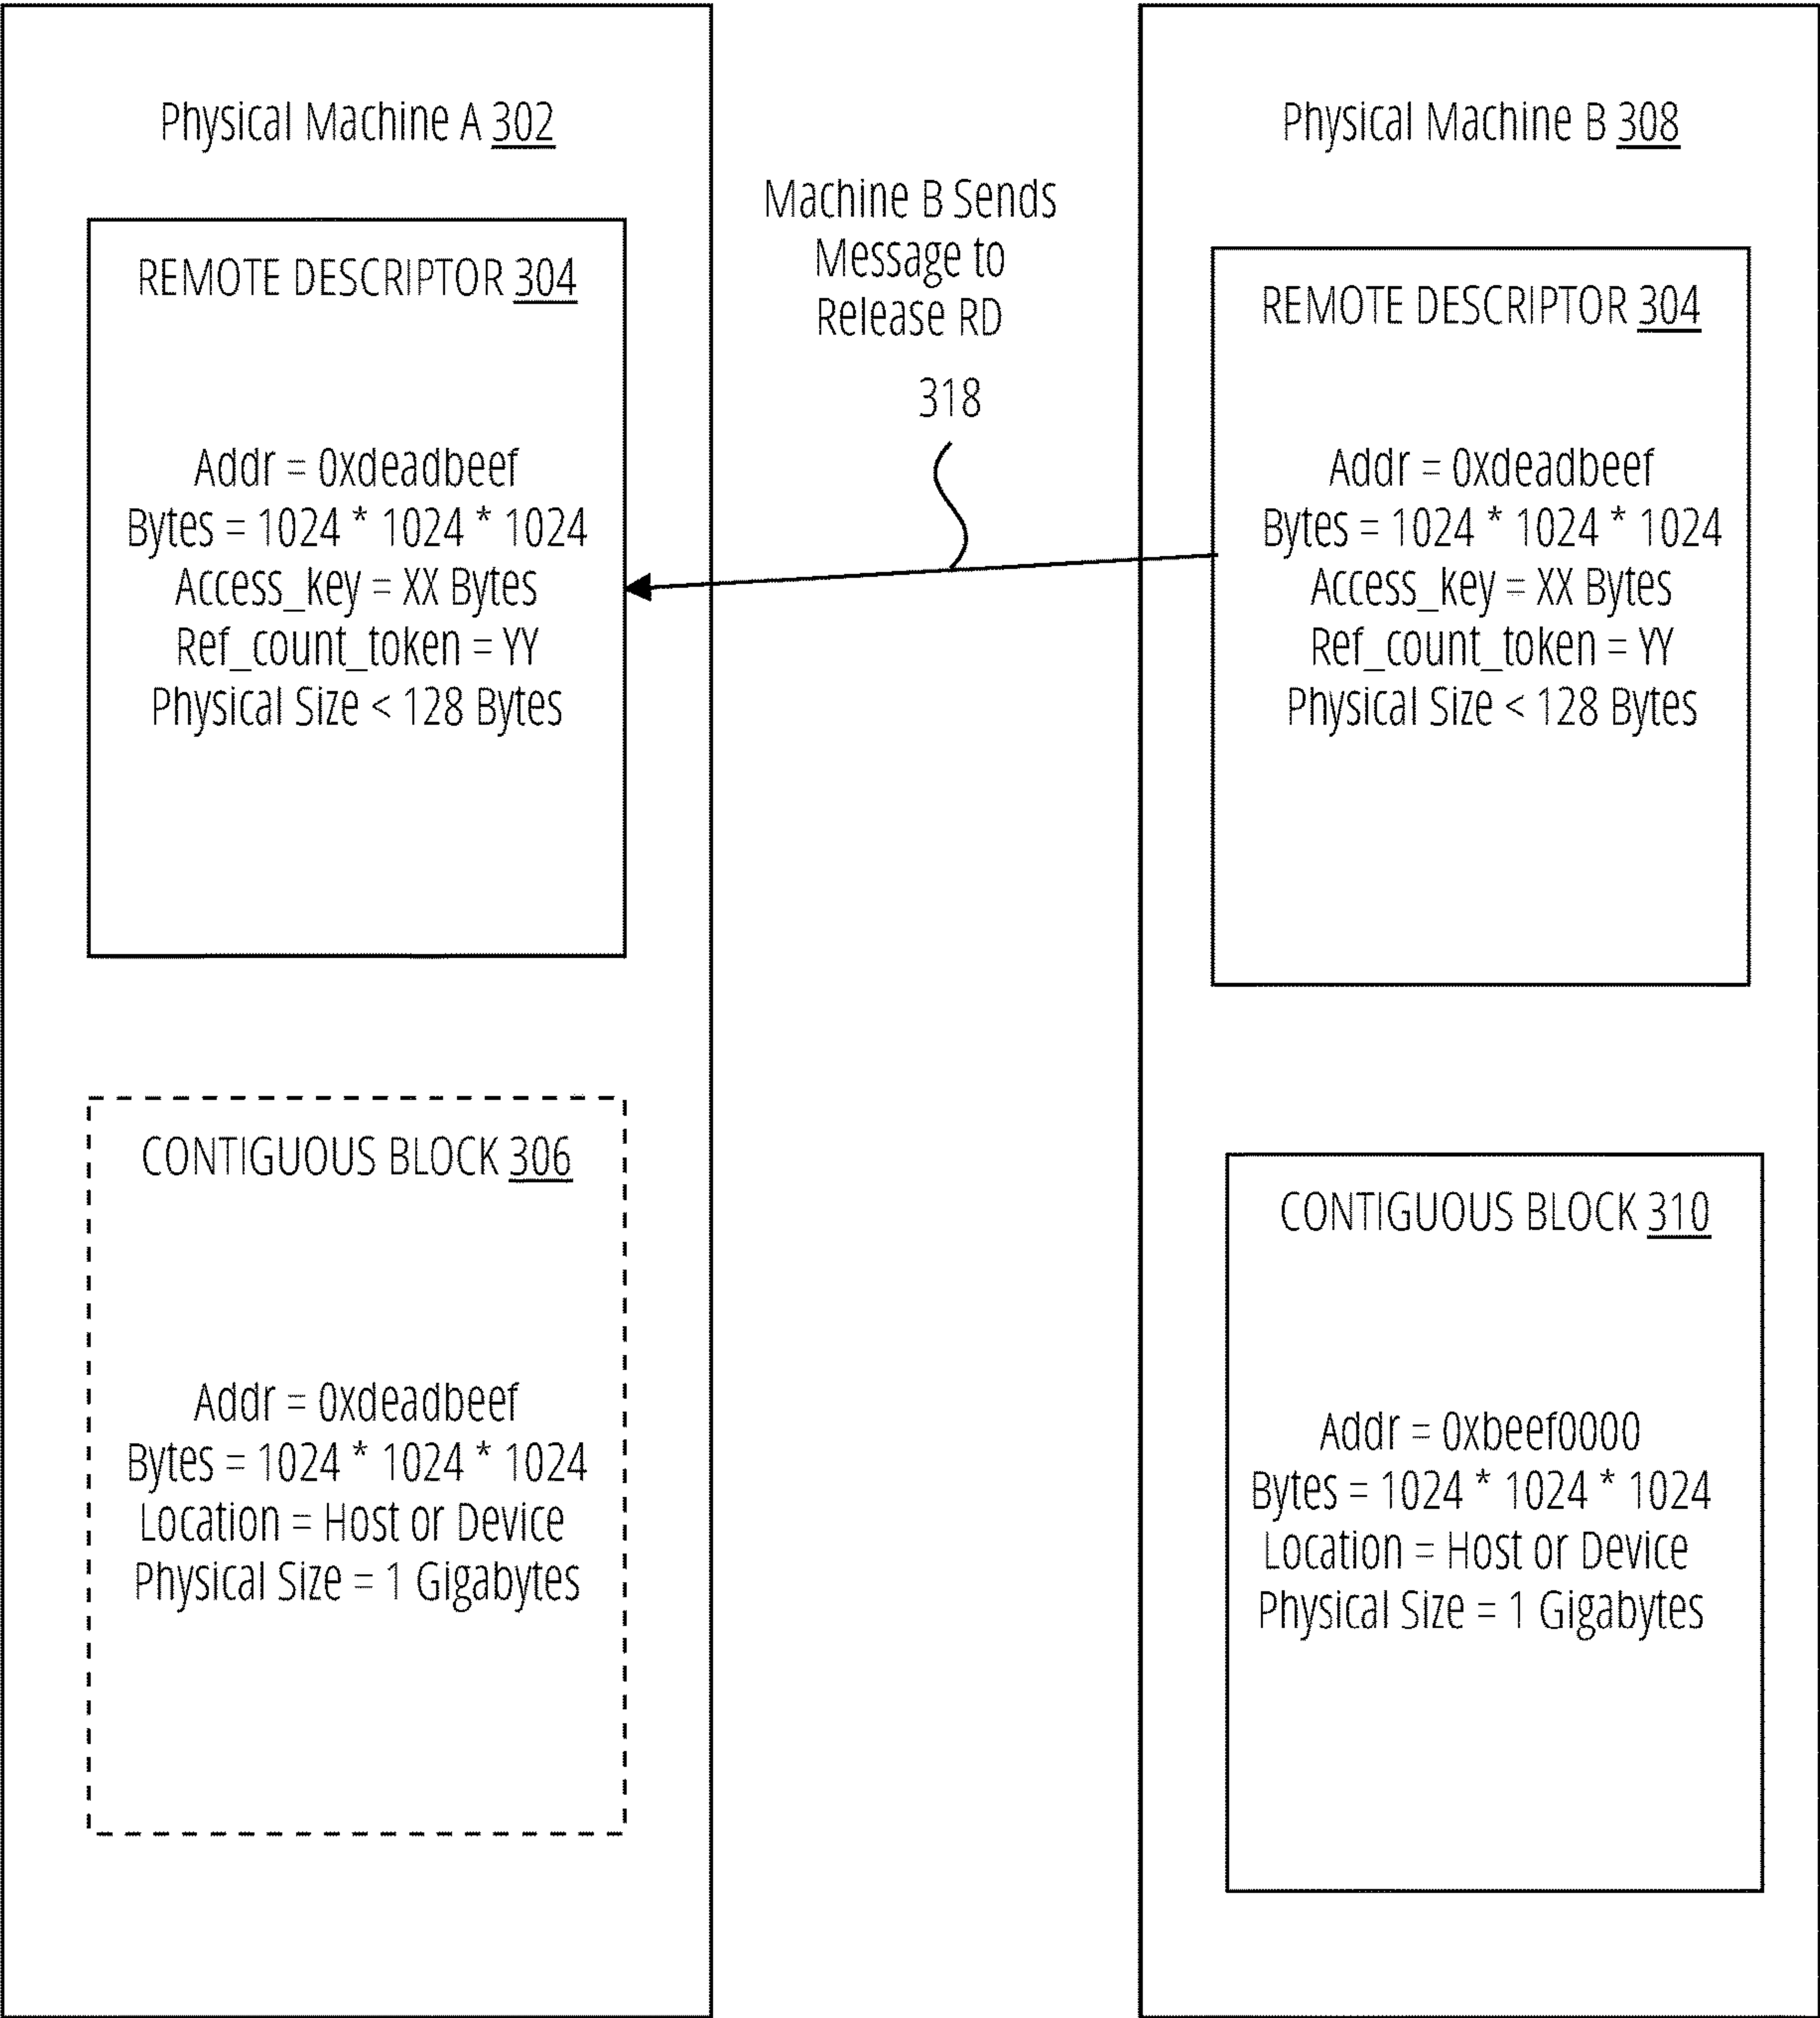 Physical Machine A 302
REMOTE DESCRIPTOR 304
Addr = 0xdeadbeef
Bytes = 1024 * 1024 * 1024
Access_key = XX Bytes
Ref_count_token = YY
Physical Size < 128 Bytes
CONTIGUOUS BLOCK 306
Addr = 0xdeadbeef
Bytes = 1024 * 1024 * 1024
Location = Host or Device
Physical Size = 1 Gigabytes
Machine B Sends
Message to
Release RD
318
Physical Machine B 308
REMOTE DESCRIPTOR 304
Addr = 0xdeadbeef
Bytes = 1024 * 1024 * 1024
Access_key = XX Bytes
Ref_count_token = YY
Physical Size < 128 Bytes
CONTIGUOUS BLOCK 310
Addr = 0xbeef0000
Bytes = 1024 * 1024 * 1024
Location = Host or Device
Physical Size = 1 Gigabytes